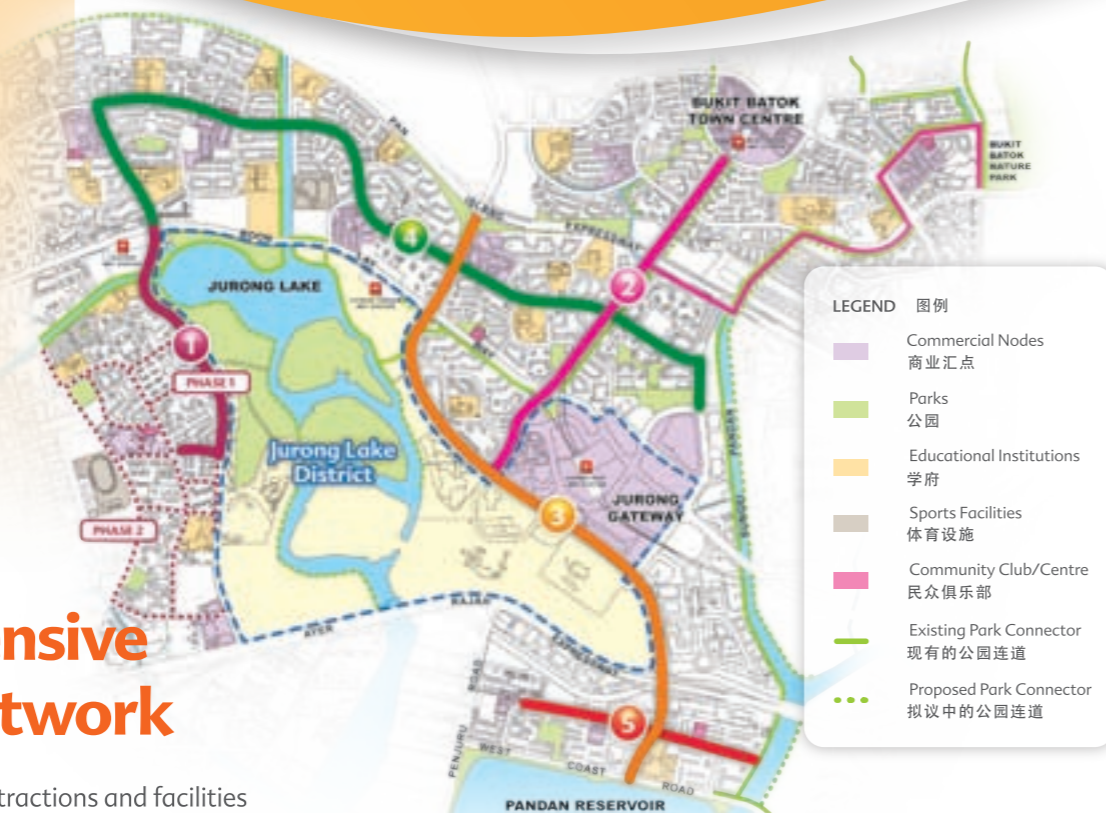 BUKIT BATOK
TOWN CENTRE
BUKIT
BATOK
NATURE
PARK
PAN
ISLAND
EXPRESSWAY
BOON
LAY
WAY
4
2
JURONG LAKE
1
PHASE 1
Jurong Lake
District
3
JURONG
GATEWAY
PHASE 2
AYER
RAJAH
EXPRESSWAY
PENJURU
ROAD
5
WEST
COAST
ROAD
PANDAN RESERVOIR
LEGEND 图例
Commercial Nodes
商业汇点
Parks
公园
Educational Institutions
学府
Sports Facilities
体育设施
Community Club/Centre
民众俱乐部
Existing Park Connector
现有的公园连道
Proposed Park Connector
拟议中的公园连道
nsive
twork
tractions and facilities